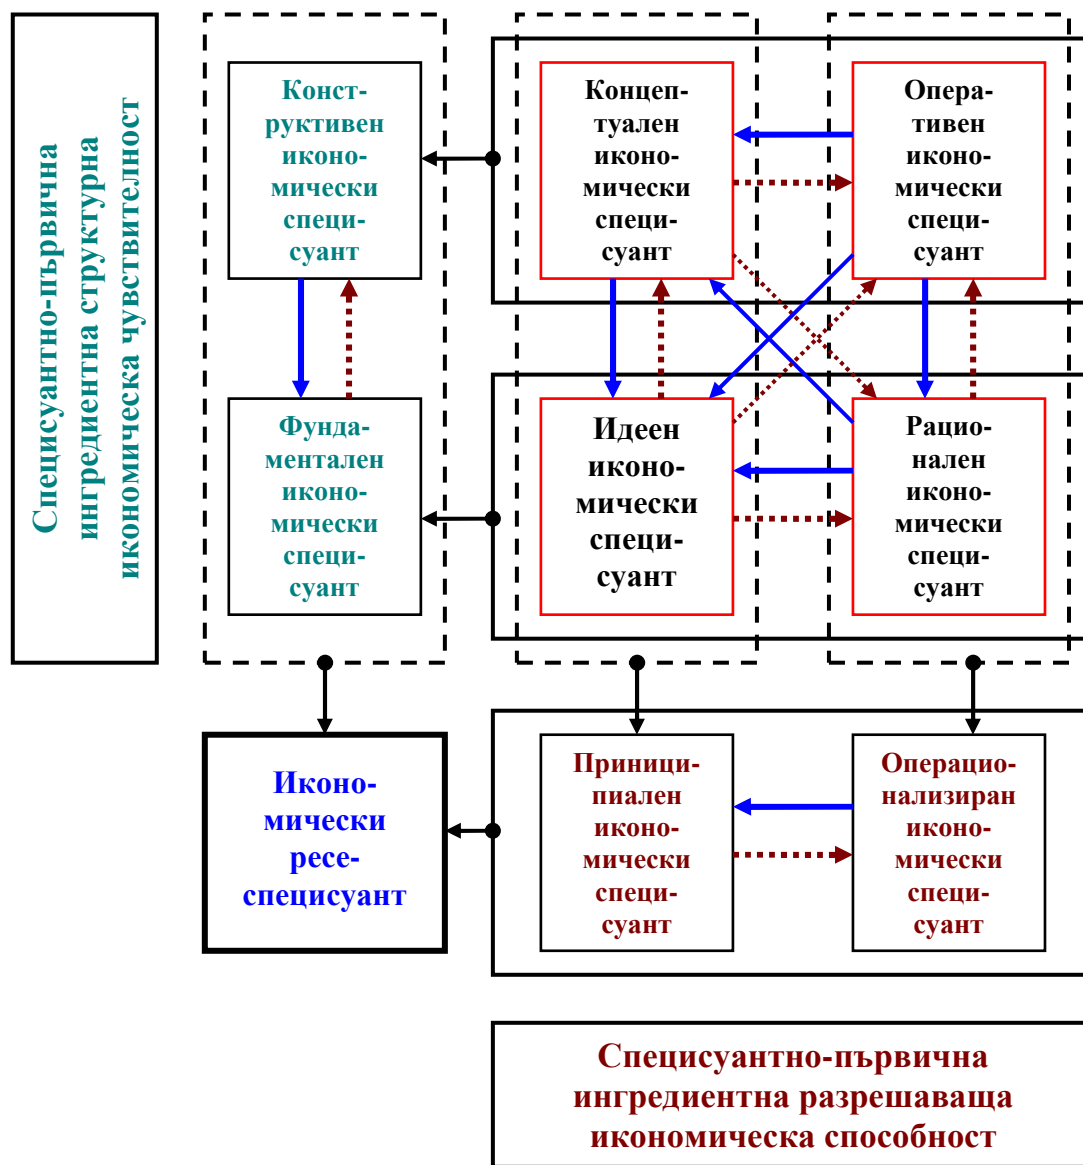 Специсуантно-първична
ингредиентна структурна
икономическа чувствителност
Конст-
руктивен
иконо-
мически
специ-
суант
Концеп-
туален
иконо-
мически
специ-
суант
Опера-
тивен
иконо-
мически
специ-
суант
Фунда-
ментален
иконо-
мически
специ-
суант
Идеен
иконо-
мически
специ-
суант
Рацио-
нален
иконо-
мически
специ-
суант
Иконо-
мически
ресе-
специсуант
Приници-
пиален
иконо-
мически
специ-
суант
Операцио-
нализиран
иконо-
мически
специ-
суант
Специсуантно-първична
ингредиентна разрешаваща
икономическа способност